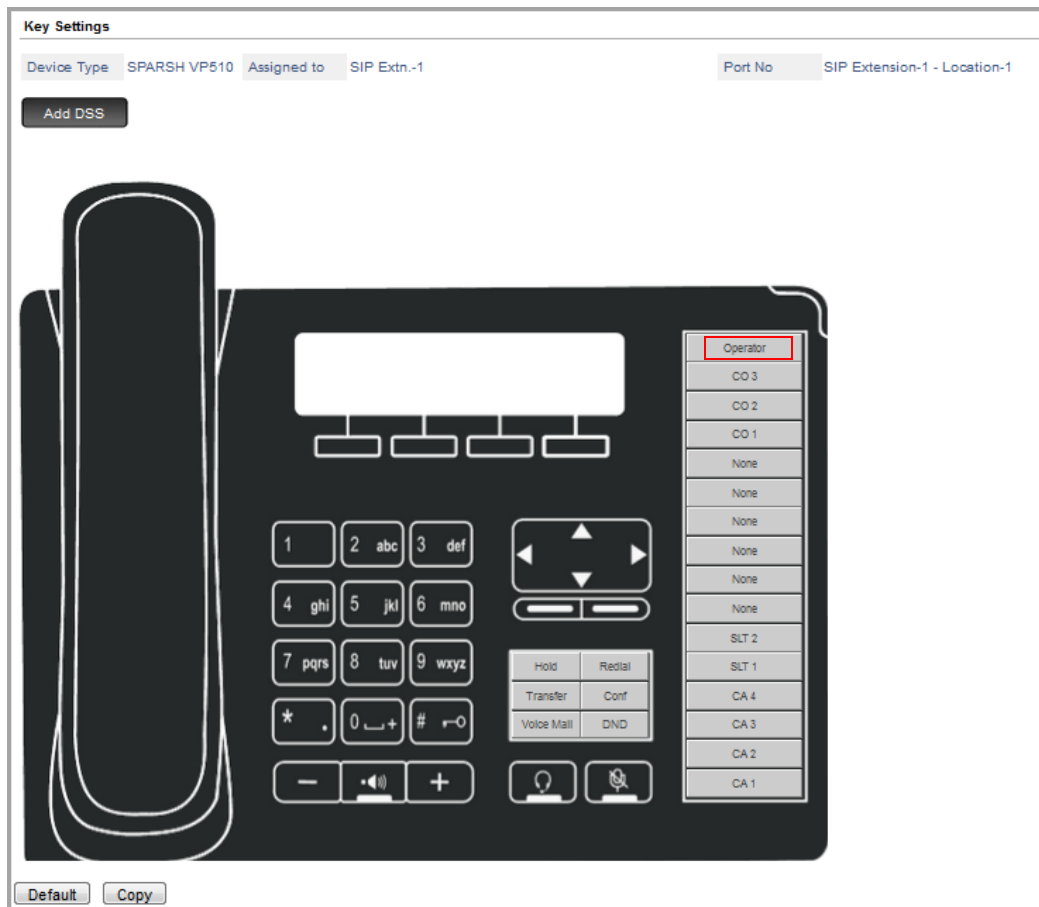 Key Settings
Device Type SPARSH VP510 Assigned to SIP Extn.-1 Port No SIP Extension-1 - Location-1
Add DSS
Operator
CO 3
CO 2
CO 1
None
None
None
None
None
None
SLT 2
SLT 1
CA 4
CA 3
CA 2
CA 1
1 2 abc 3 def
4 ghi 5 jkl 6 mno
7 pqrs 8 tuv 9 wxyz
* . 0 + #
− +
Hold Redial
Transfer Conf
Voice Mail DND
Default Copy